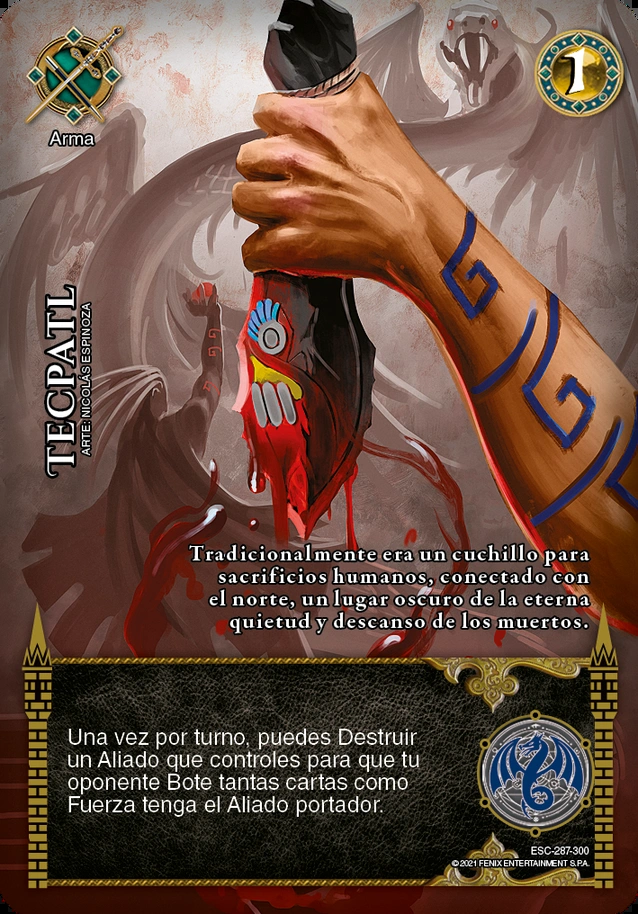 Arma
1
TECPATL
ARTE: NICOLÁS ESPINOZA
Tradicionalmente era un cuchillo para
sacrificios humanos, conectado con
el norte, un lugar oscuro de la eterna
quietud y descanso de los muertos.
Una vez por turno, puedes Destruir
un Aliado que controles para que tu
oponente Bote tantas cartas como
Fuerza tenga el Aliado portador.
ESC-287-300
©2021 FENIX ENTERTAINMENT S.P.A.